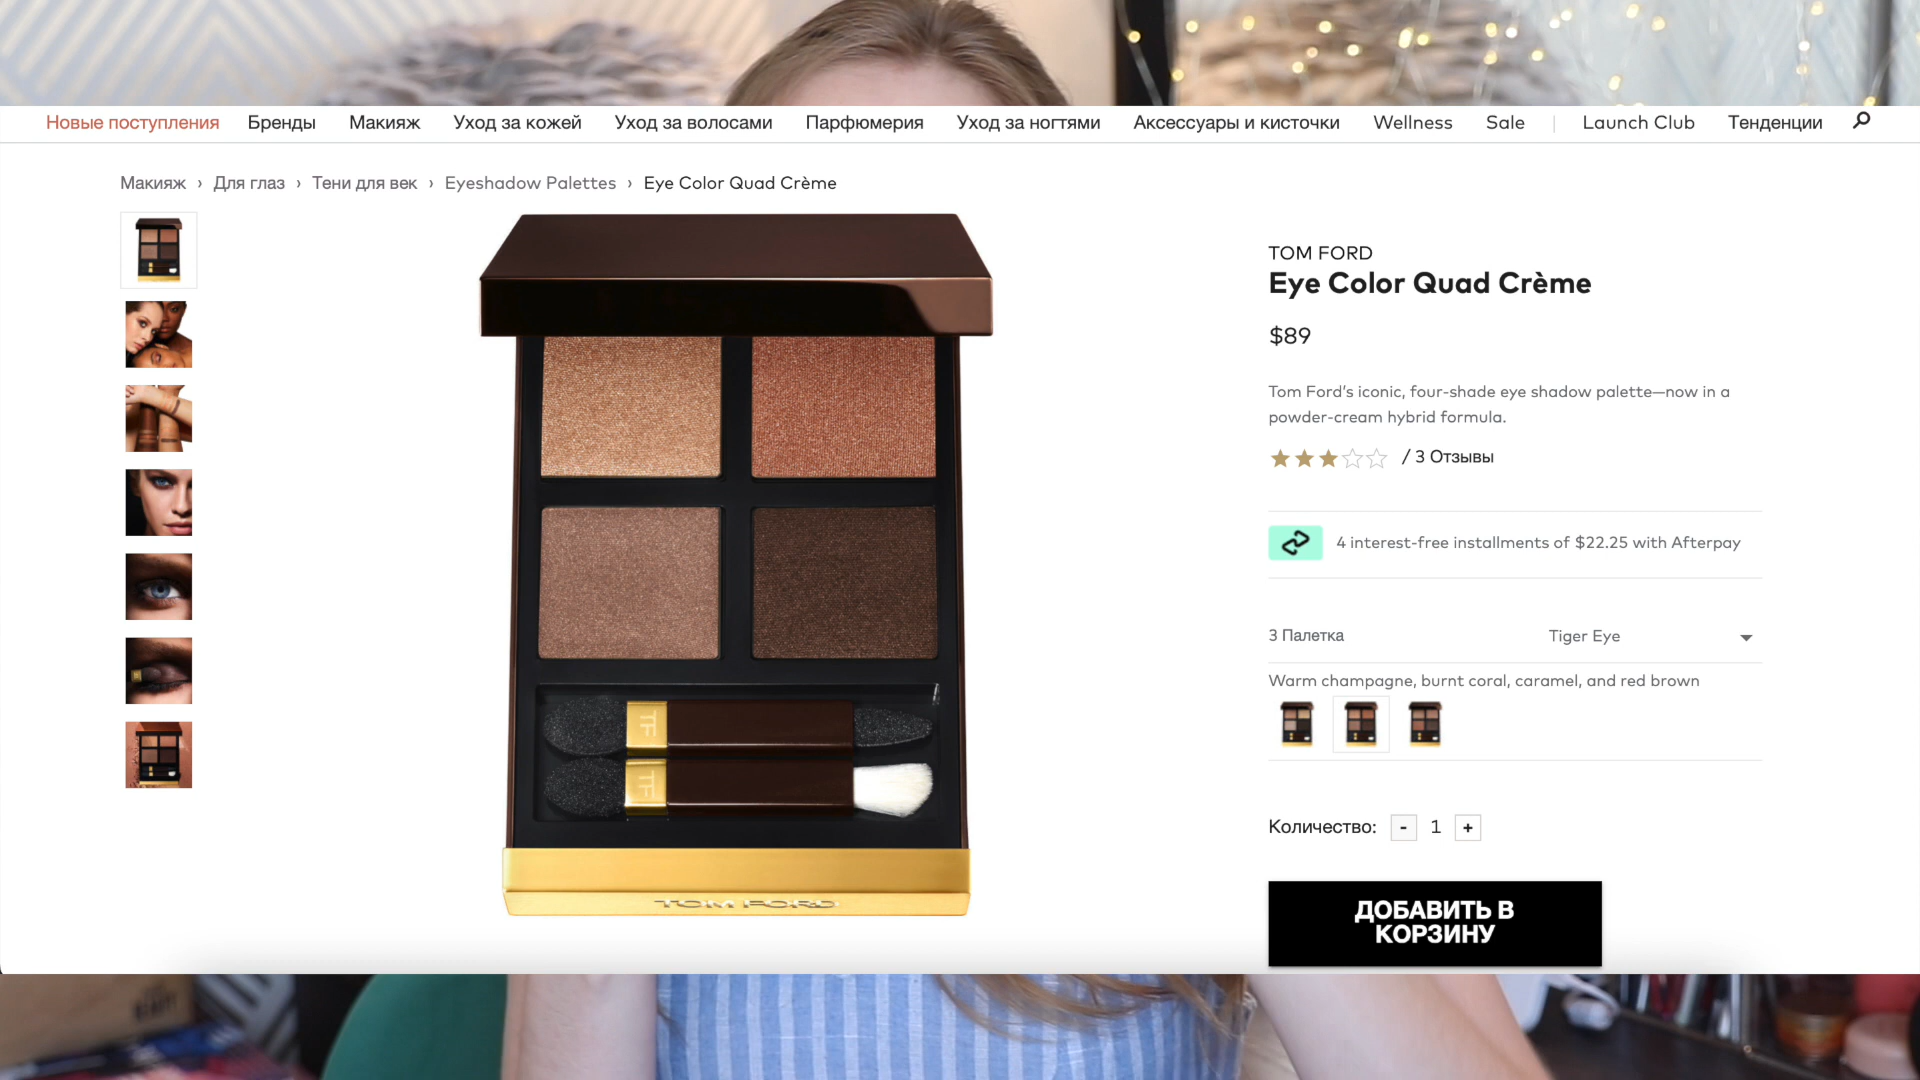 Новые поступления Бренды Макияж Уход за кожей Уход за волосами Парфюмерия Уход за ногтями Аксессуары и кисточки Wellness Sale | Launch Club Тенденции
Макияж › Для глаз › Тени для век › Eyeshadow Palettes › Eye Color Quad Crème
TOM FORD
Eye Color Quad Crème
$89
Tom Ford’s iconic, four-shade eye shadow palette—now in a
powder-cream hybrid formula.
/ 3 Отзывы
4 interest-free installments of $22.25 with Afterpay
3 Палетка Tiger Eye
Warm champagne, burnt coral, caramel, and red brown
Количество: - 1 +
ДОБАВИТЬ В
КОРЗИНУ
TF
TF
TOM FORD